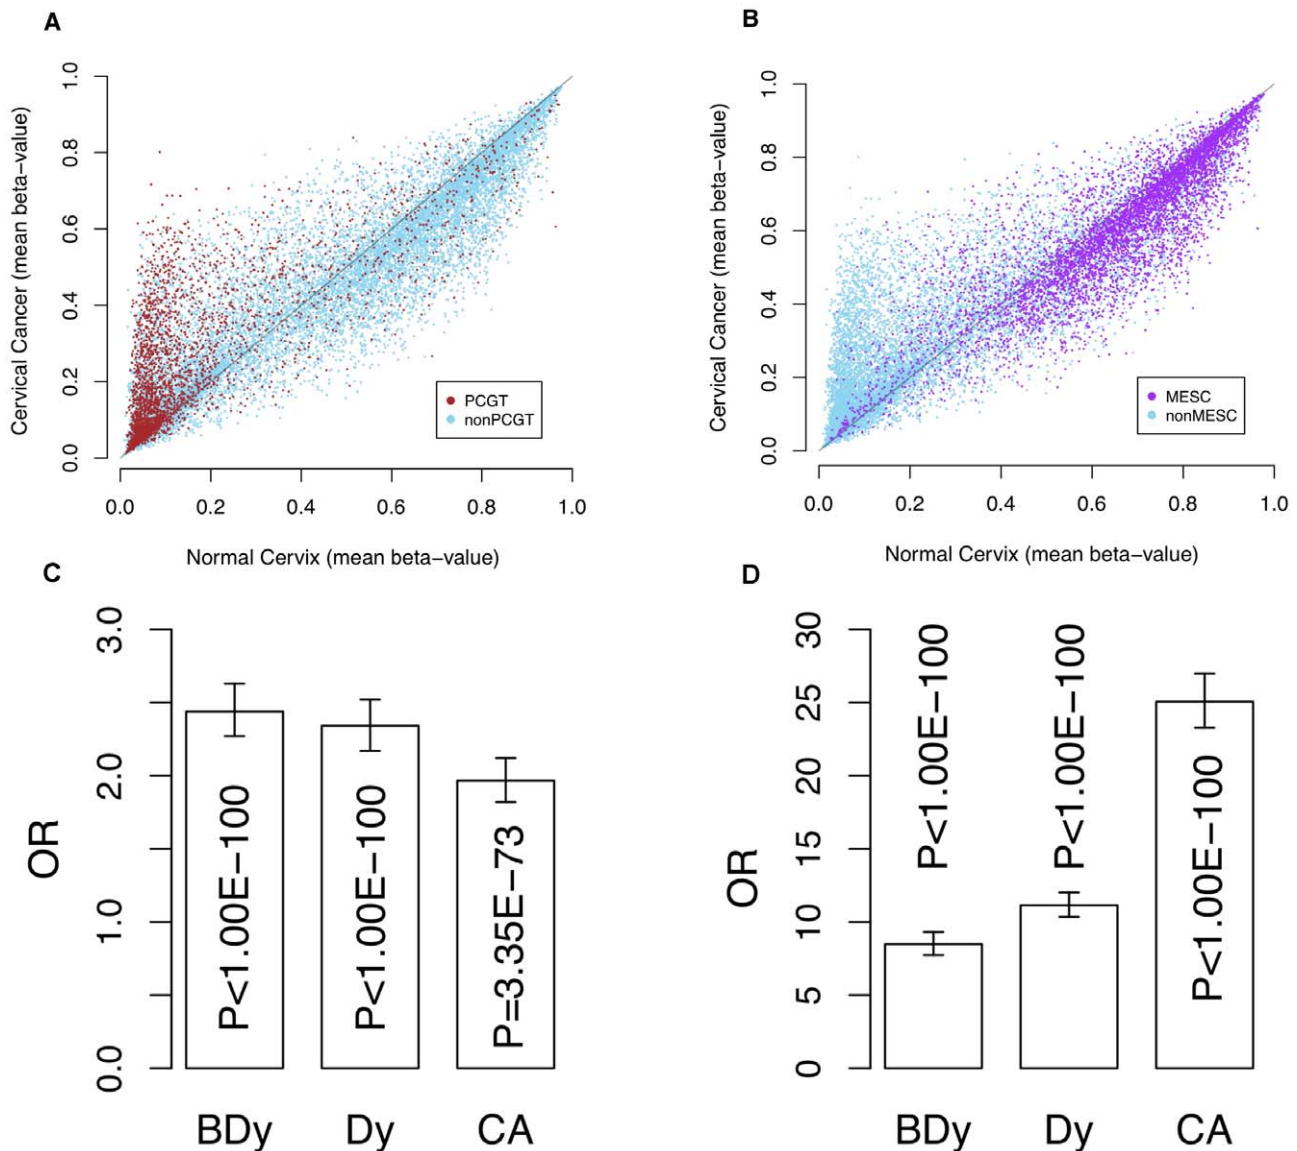 A
Cervical Cancer (mean beta−value)
1.0
0.8
0.6
0.4
0.2
0.0
PCGT
nonPCGT
0.0 0.2 0.4 0.6 0.8 1.0
Normal Cervix (mean beta−value)
B
Cervical Cancer (mean beta−value)
1.0
0.8
0.6
0.4
0.2
0.0
MESC
nonMESC
0.0 0.2 0.4 0.6 0.8 1.0
Normal Cervix (mean beta−value)
C
OR
3.0
2.0
1.0
0.0
P<1.00E−100
P<1.00E−100
P=3.35E−73
BDy Dy CA
D
OR
30
25
20
15
10
5
0
P<1.00E−100
P<1.00E−100
P<1.00E−100
BDy Dy CA